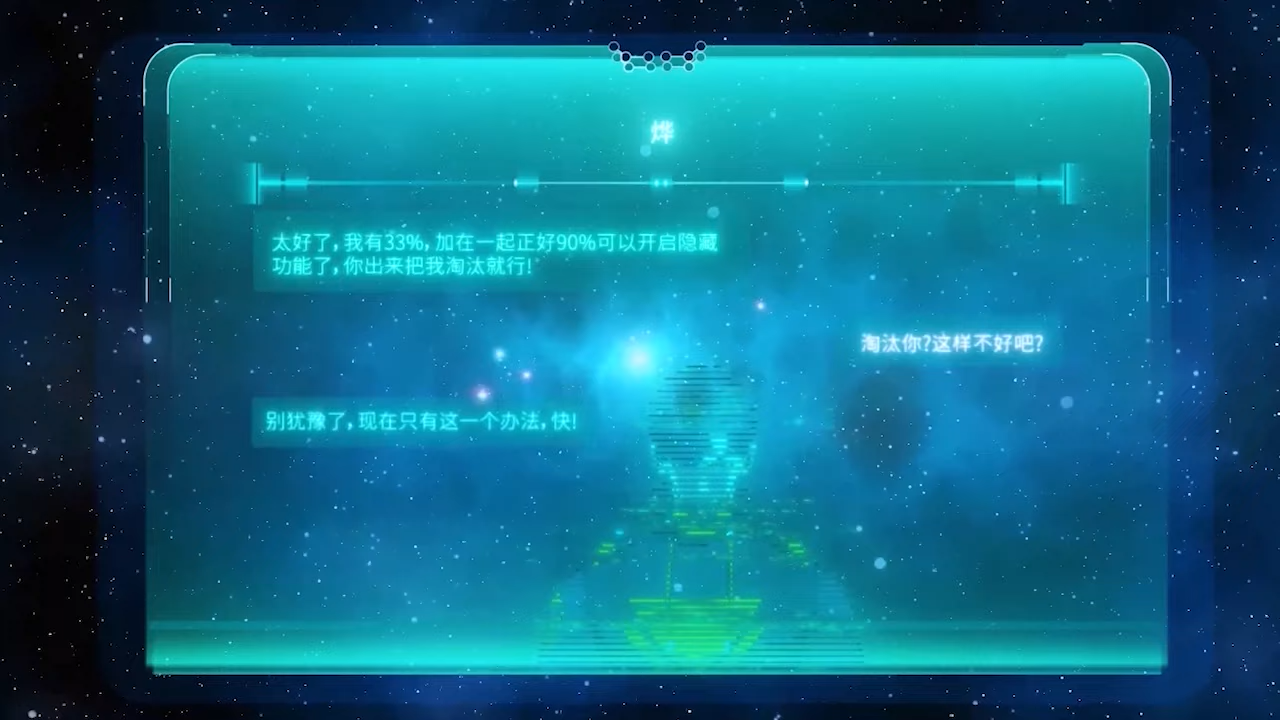 烨
太好了，我有33%，加在一起正好90%可以开启隐藏
功能了，你出来把我淘汰就行!
淘汰你?这样不好吧?
别犹豫了，现在只有这一个办法，快!